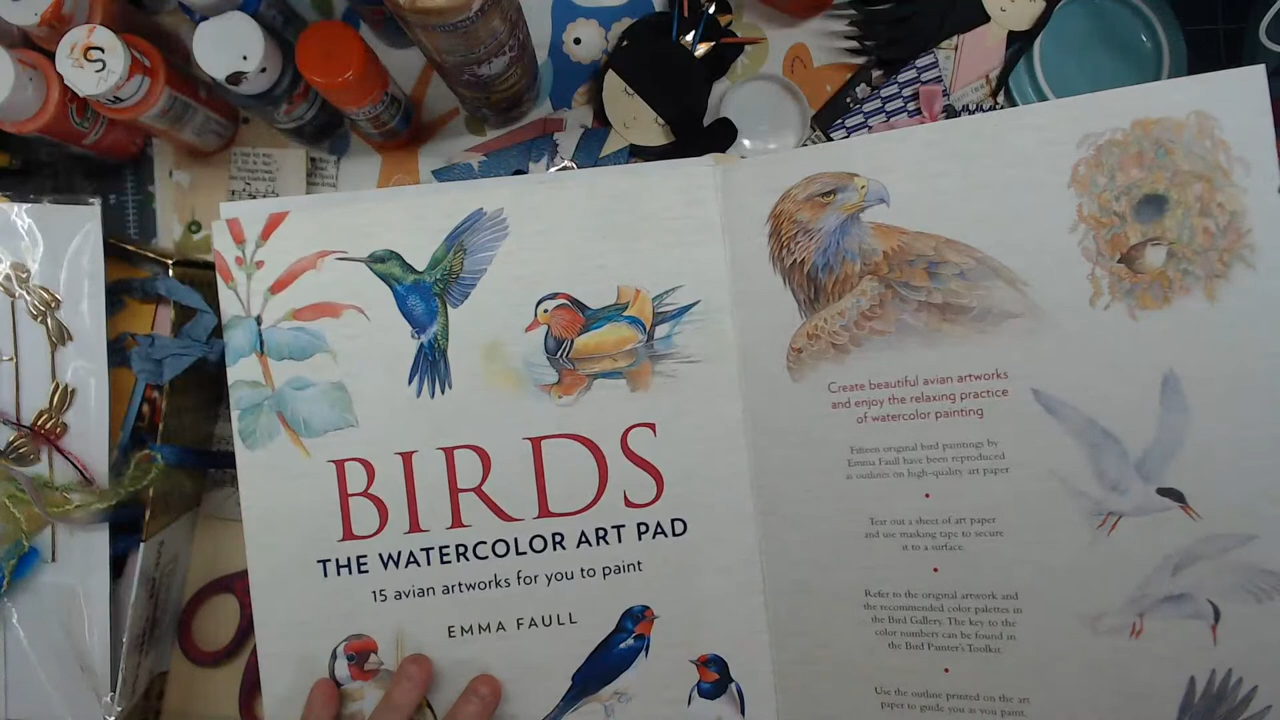 S
BIRDS
THE WATERCOLOR ART PAD
15 avian artworks for you to paint
EMMA FAULL
Create beautiful avian artworks
and enjoy the relaxing practice
of watercolor painting
Fifteen original bird paintings by
Emma Faull have been reproduced
as outlines on high-quality art paper
•
Tear out a sheet of art paper
and use masking tape to secure
it to a surface.
•
Refer to the original artwork and
the recommended color palettes in
the Bird Gallery. The key to the
color numbers can be found in
the Bird Painter's Toolkit.
•
Use the outline printed on the art
paper to guide you as you paint.